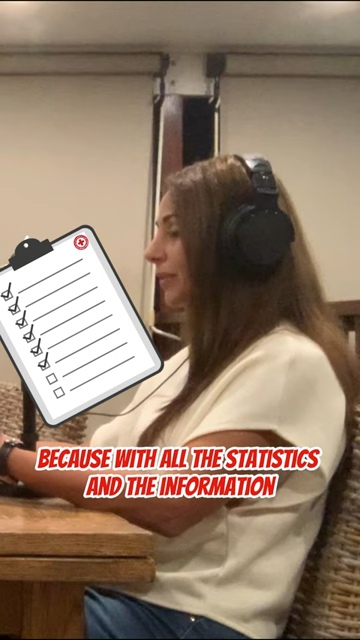 BECAUSE WITH ALL THE STATISTICS
AND THE INFORMATION